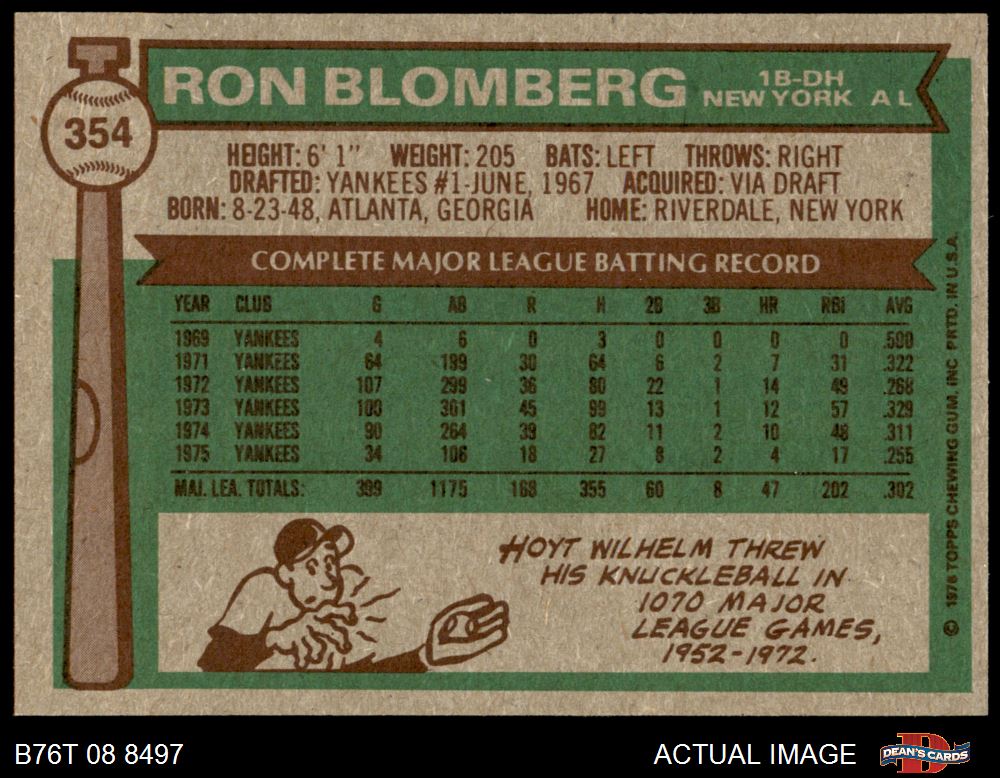 354
RON BLOMBERG
1B-DH
NEW YORK A L
HEIGHT: 6' 1" WEIGHT: 205 BATS: LEFT THROWS: RIGHT
DRAFTED: YANKEES #1-JUNE, 1967 ACQUIRED: VIA DRAFT
BORN: 8-23-48, ATLANTA, GEORGIA HOME: RIVERDALE, NEW YORK
COMPLETE MAJOR LEAGUE BATTING RECORD
YEAR CLUB G AB R H 2B 3B HR RBI AVG
1969 YANKEES 4 6 0 3 0 0 0 0 .500
1971 YANKEES 64 199 30 64 6 2 7 31 .322
1972 YANKEES 107 299 36 80 22 1 14 49 .268
1973 YANKEES 100 301 45 99 13 1 12 57 .329
1974 YANKEES 90 264 39 82 11 2 10 48 .311
1975 YANKEES 34 106 18 27 8 2 4 17 .255
MAJ. LEA. TOTALS: 399 1175 168 355 60 8 47 202 .302
HOYT WILHELM THREW
HIS KNUCKLEBALL IN
1070 MAJOR
LEAGUE GAMES,
1952-1972.
© 1976 TOPPS CHEWING GUM, INC PRTD. IN U.S.A.
B76T 08 8497
ACTUAL IMAGE
D
DEAN'S CARDS